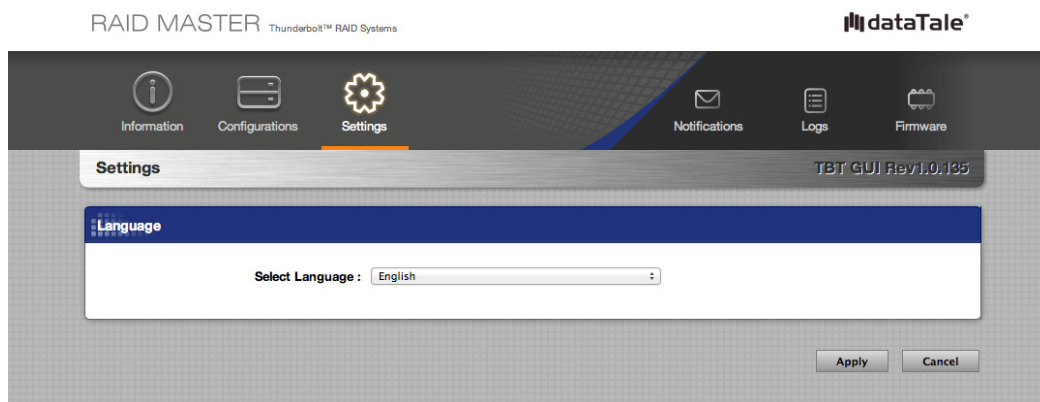 RAID MASTER Thunderbolt™ RAID Systems
dataTale®
Information
Configurations
Settings
Notifications
Logs
Firmware
Settings
TBT GUI Rev1.0.135
Language
Select Language :
English
Apply
Cancel